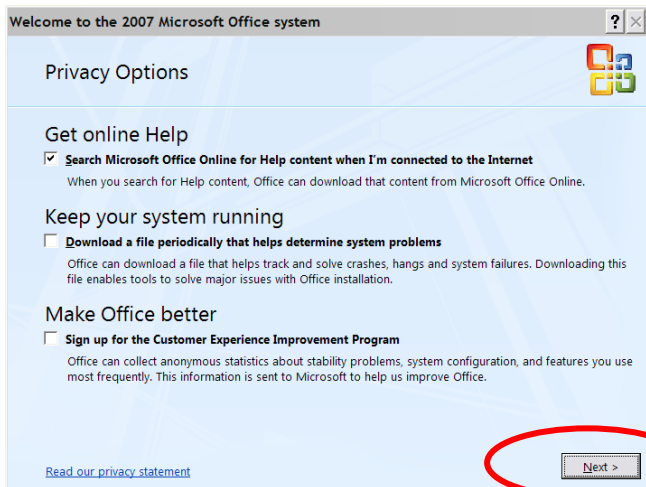 Welcome to the 2007 Microsoft Office system
?
Privacy Options
Get online Help
Search Microsoft Office Online for Help content when I'm connected to the Internet
When you search for Help content, Office can download that content from Microsoft Office Online.
Keep your system running
Download a file periodically that helps determine system problems
Office can download a file that helps track and solve crashes, hangs and system failures. Downloading this
file enables tools to solve major issues with Office installation.
Make Office better
Sign up for the Customer Experience Improvement Program
Office can collect anonymous statistics about stability problems, system configuration, and features you use
most frequently. This information is sent to Microsoft to help us improve Office.
Read our privacy statement
Next >